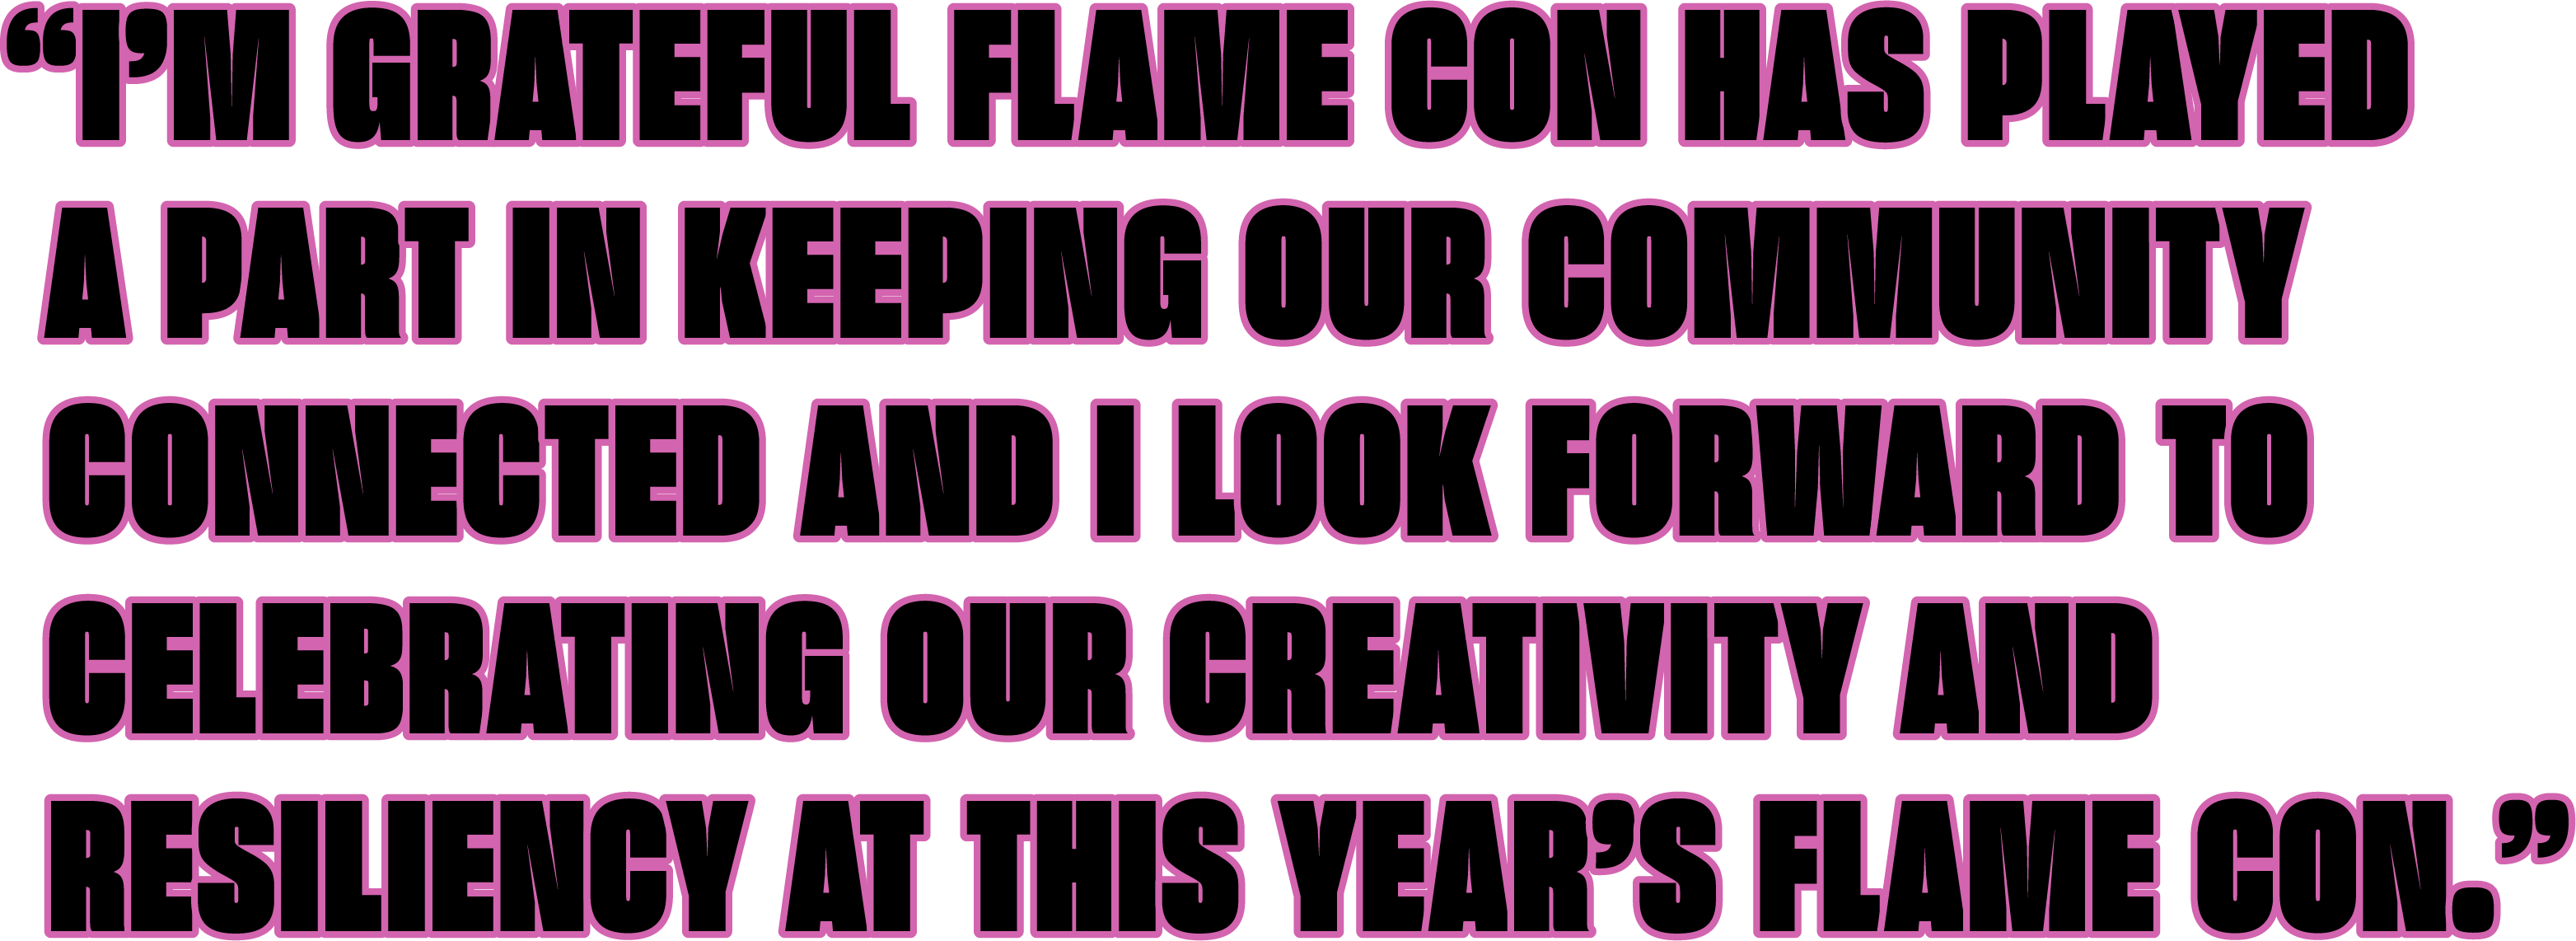 “I’M GRATEFUL FLAME CON HAS PLAYED
A PART IN KEEPING OUR COMMUNITY
CONNECTED AND I LOOK FORWARD TO
CELEBRATING OUR CREATIVITY AND
RESILIENCY AT THIS YEAR’S FLAME CON.”